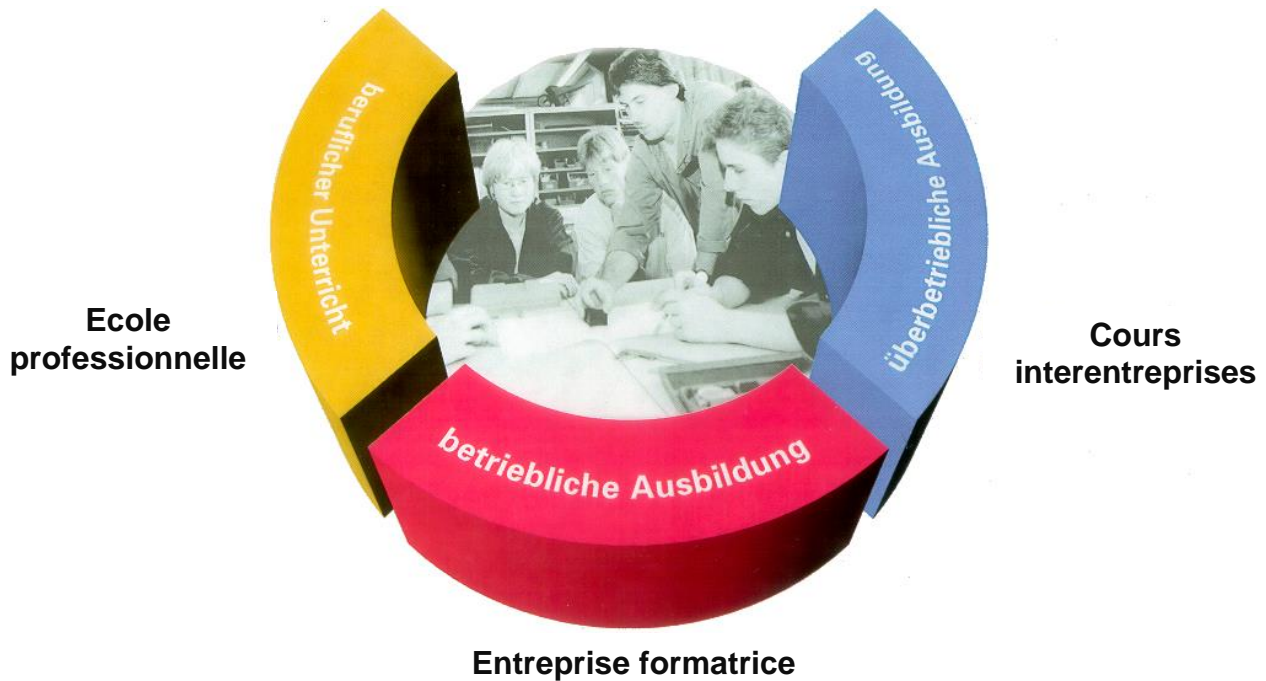 beruflicher Unterricht
überbetriebliche Ausbildung
Ecole
professionnelle
Cours
interentreprises
betriebliche Ausbildung
Entreprise formatrice